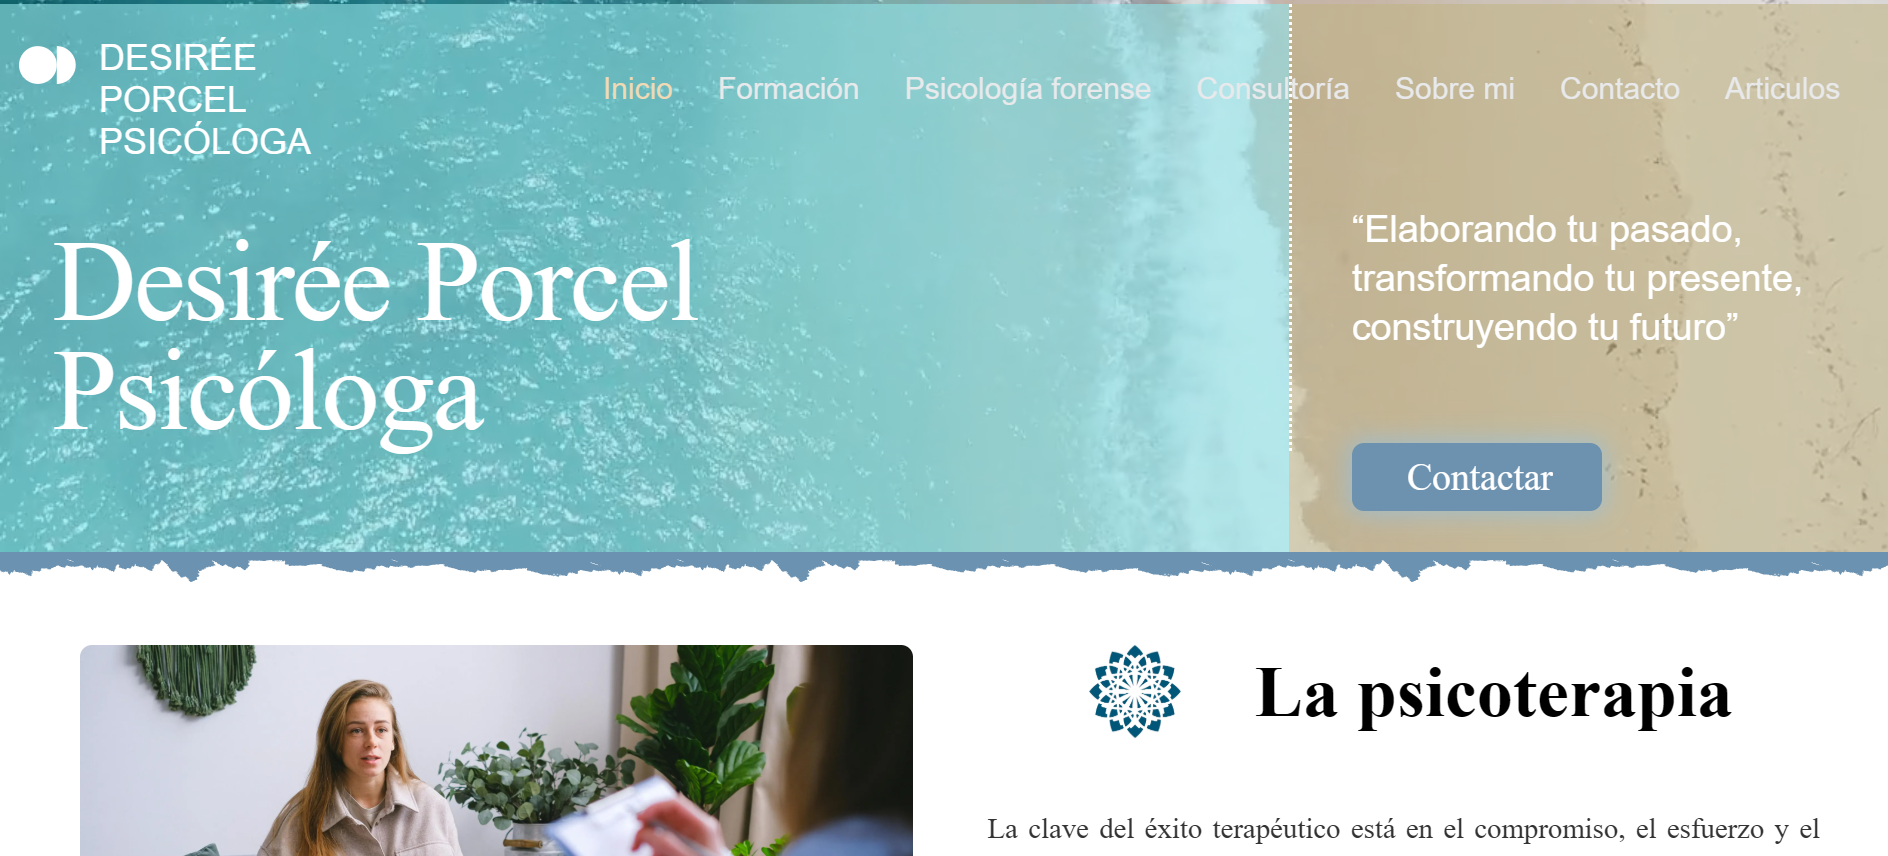 DESIRÉE
PORCEL
PSICÓLOGA
Inicio Formación Psicología forense Consultoría Sobre mi Contacto Articulos
Desirée Porcel
Psicóloga
“Elaborando tu pasado,
transformando tu presente,
construyendo tu futuro”
Contactar
La psicoterapia
La clave del éxito terapéutico está en el compromiso, el esfuerzo y el